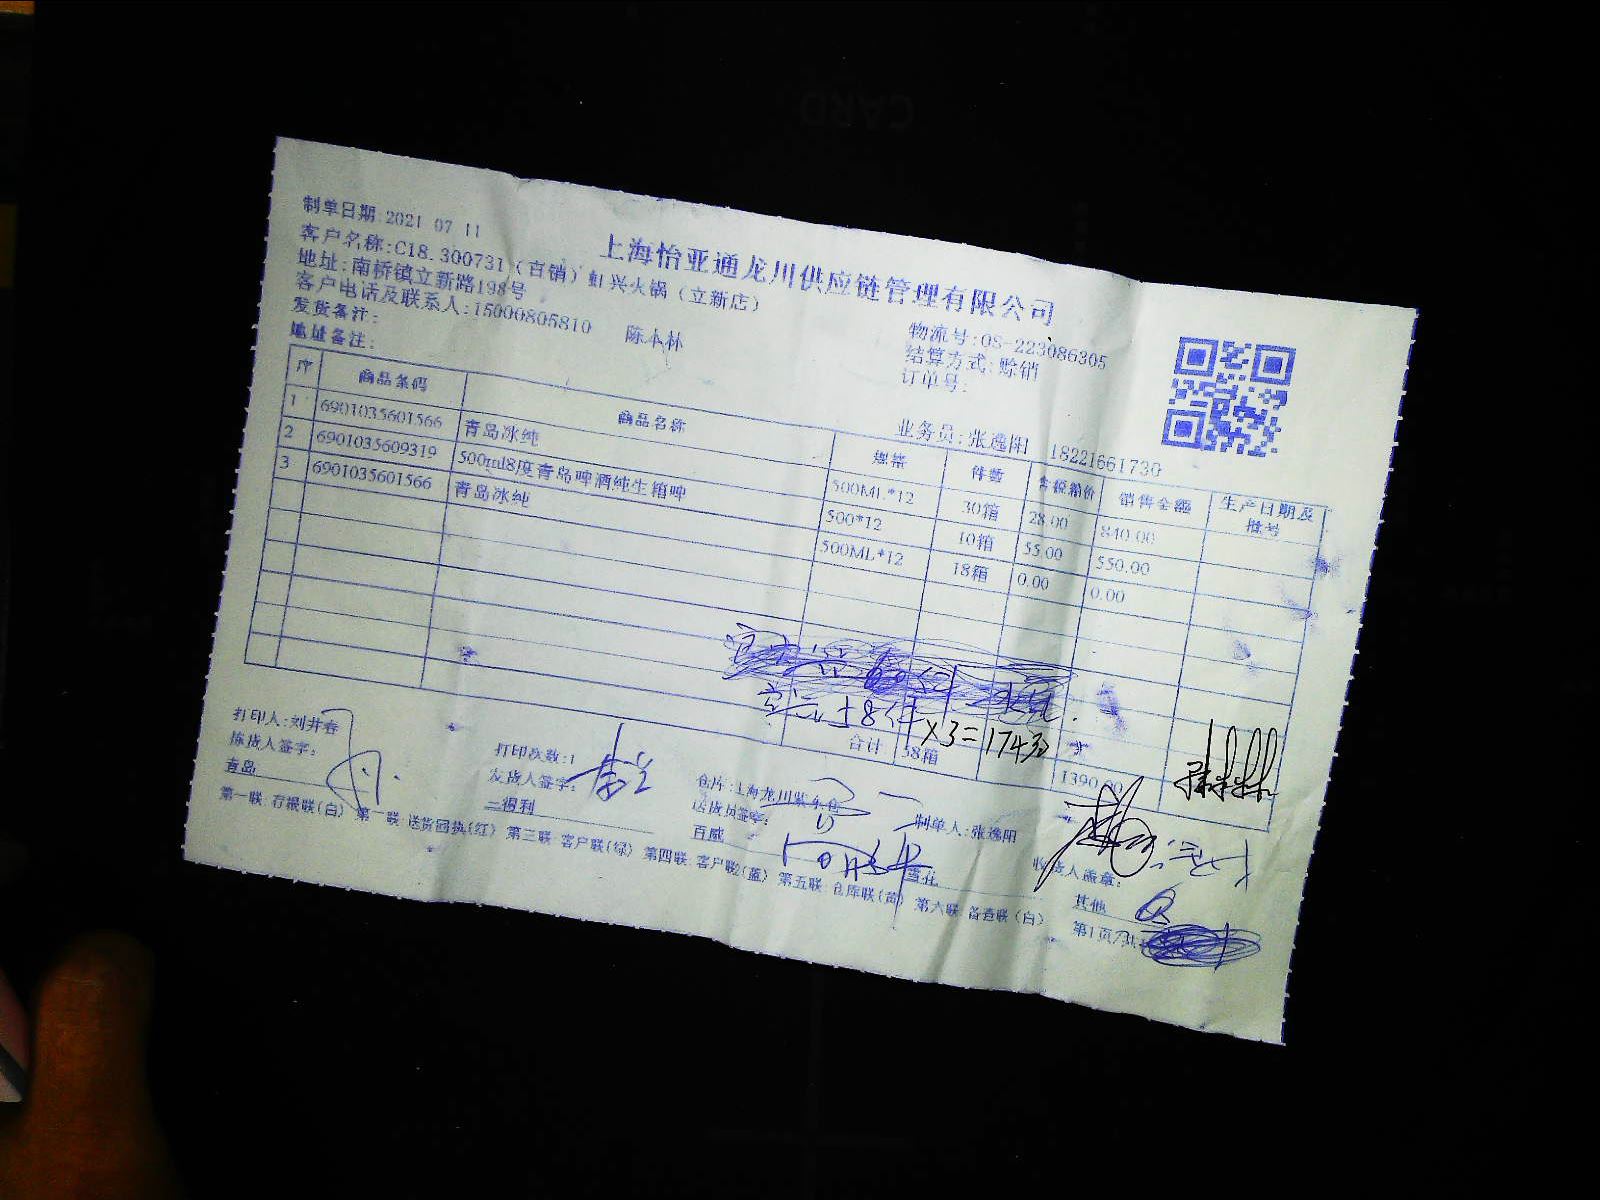 CARD
上海怡亚通龙川供应链管理有限公司
制单日期:2021 07 11
客户名称:C18.300731（百销）虾兴火锅（立新店）
地址:南桥镇立新路198号
客户电话及联系人:15000805810 陈本林
发货备注:
地址备注:
物流号:OS-223086305
结算方式:赊销
订单号:
业务员:张逸阳 18221661730
序 商品条码 商品名称 规格 件数 含税箱价 销售金额 生产日期及批号
1 6901035601566 青岛冰纯 500ML*12 30箱 28.00 840.00
2 6901035609319 500ml8度青岛啤酒纯生箱啤 500*12 10箱 55.00 550.00
3 6901035601566 青岛冰纯 500ML*12 18箱 0.00 0.00
58件×3=174
合计 58箱 1390.00
打印人:刘井春 打印次数:1 仓库:上海龙川 制单人:张逸阳
拣货人签字: 发货人签字: 送货员签字: 收货人盖章:
青岛 三得利 百威 雪花 其他
第一联 存根联(白) 第二联 送货回执(红) 第三联 客户联(绿) 第四联 客户联(蓝) 第五联 仓库联(黄) 第六联 备查联(白) 第1页/共